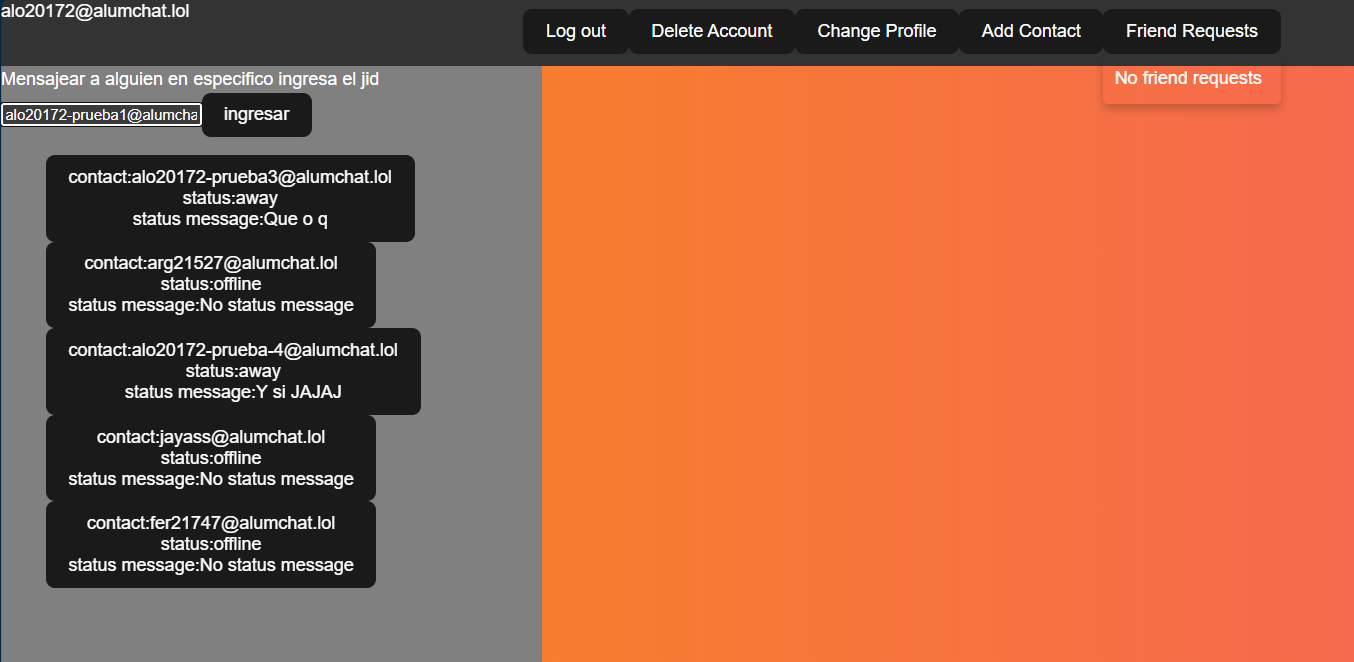 alo20172@alumchat.lol
Log out
Delete Account
Change Profile
Add Contact
Friend Requests
No friend requests
Mensajear a alguien en especifico ingresa el jid
alo20172-prueba1@alumcha
ingresar
contact:alo20172-prueba3@alumchat.lol
status:away
status message:Que o q
contact:arg21527@alumchat.lol
status:offline
status message:No status message
contact:alo20172-prueba-4@alumchat.lol
status:away
status message:Y si JAJAJ
contact:jayass@alumchat.lol
status:offline
status message:No status message
contact:fer21747@alumchat.lol
status:offline
status message:No status message